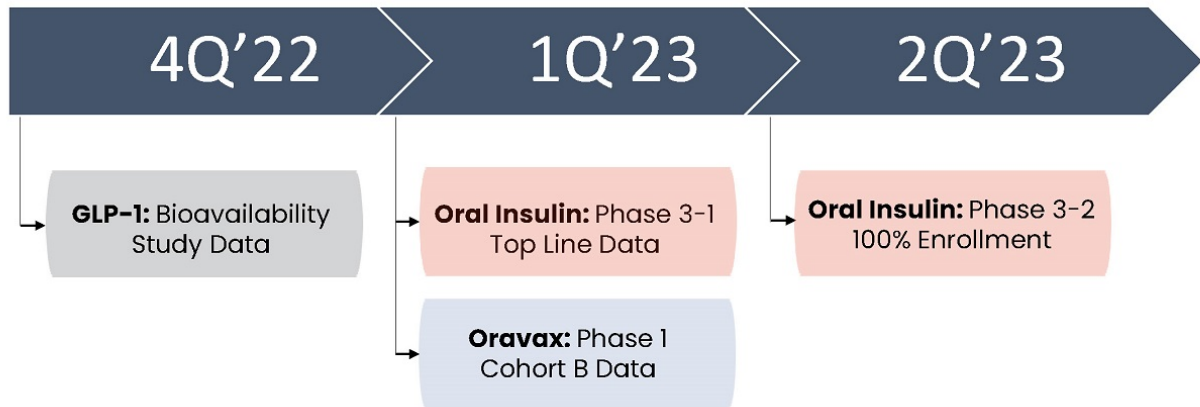 4Q’22
1Q’23
2Q’23
GLP-1: Bioavailability
Study Data
Oral Insulin: Phase 3-1
Top Line Data
Oral Insulin: Phase 3-2
100% Enrollment
Oravax: Phase 1
Cohort B Data